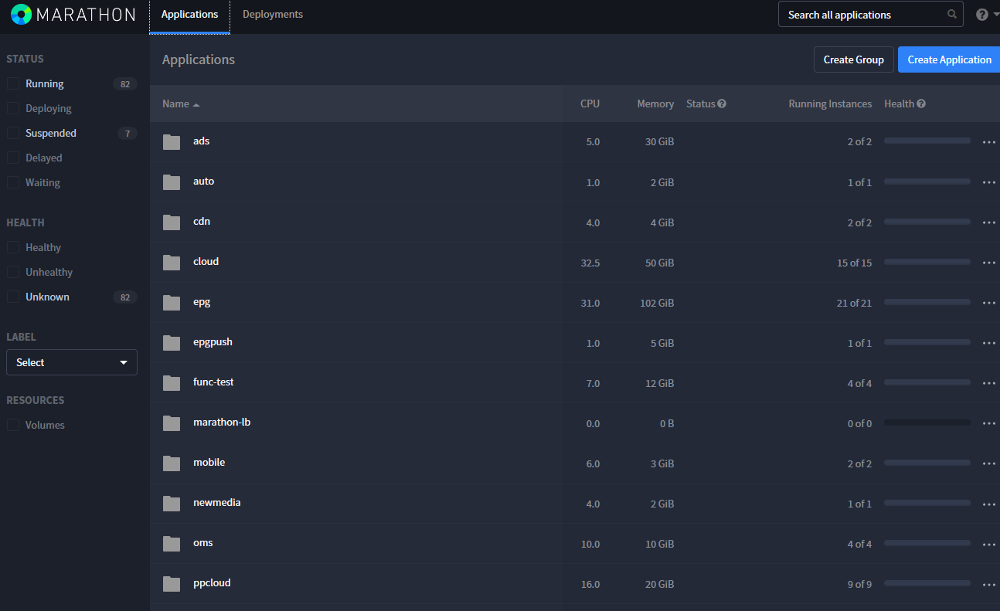 MARATHON Applications Deployments Search all applications
STATUS
Running 82
Deploying
Suspended 7
Delayed
Waiting
HEALTH
Healthy
Unhealthy
Unknown 82
LABEL
Select
RESOURCES
Volumes
Applications Create Group Create Application
Name CPU Memory Status Running Instances Health
ads 5.0 30 GiB 2 of 2
auto 1.0 2 GiB 1 of 1
cdn 4.0 4 GiB 2 of 2
cloud 32.5 50 GiB 15 of 15
epg 31.0 102 GiB 21 of 21
epgpush 1.0 5 GiB 1 of 1
func-test 7.0 12 GiB 4 of 4
marathon-lb 0.0 0 B 0 of 0
mobile 6.0 3 GiB 2 of 2
newmedia 4.0 2 GiB 1 of 1
oms 10.0 10 GiB 4 of 4
ppcloud 16.0 20 GiB 9 of 9